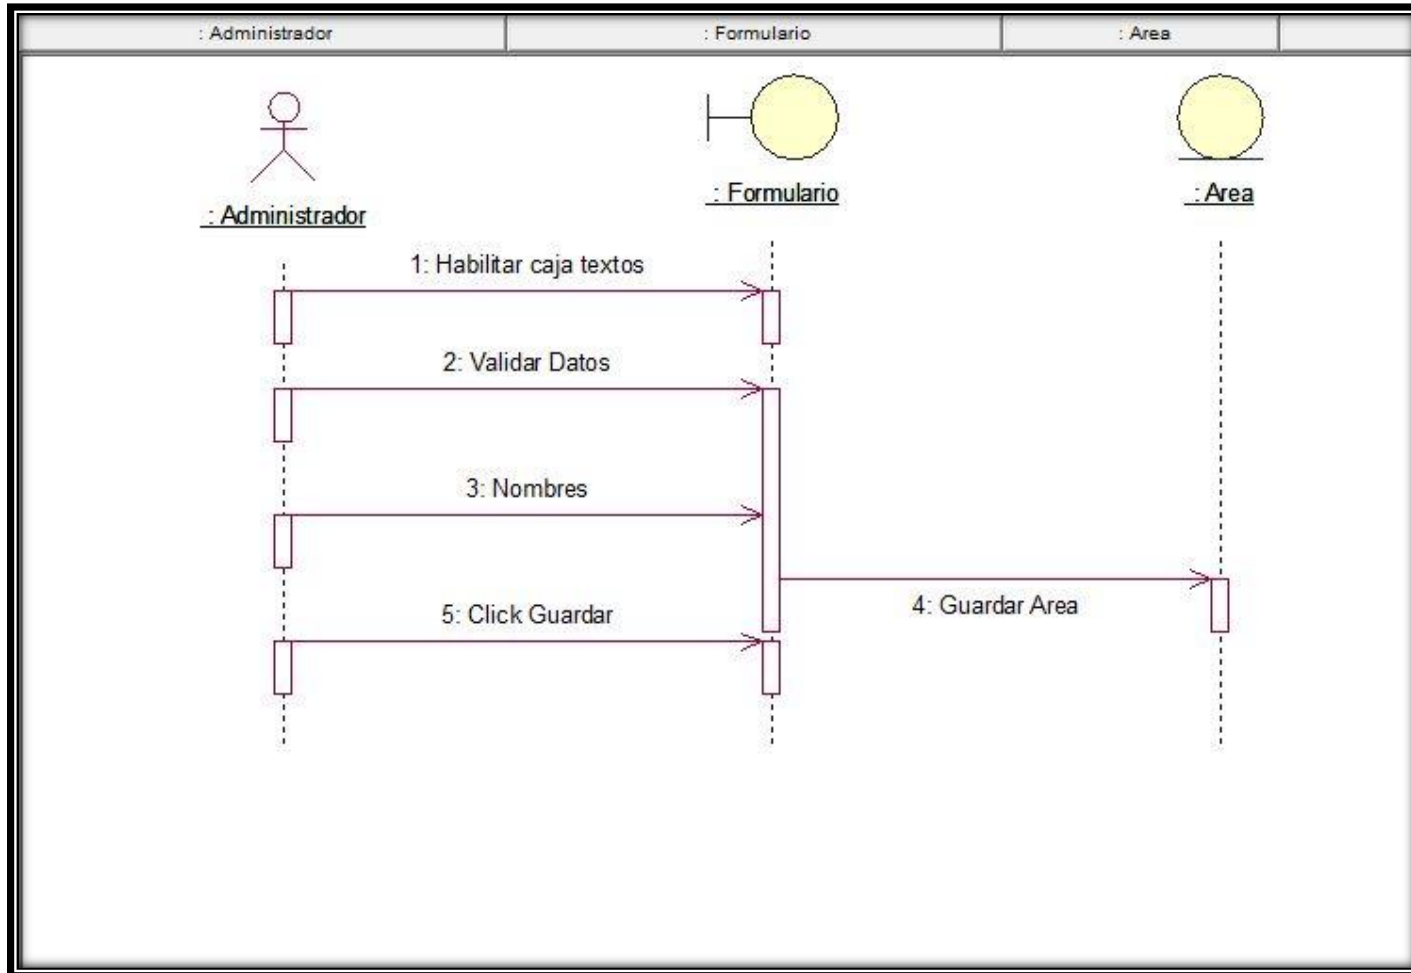 : Administrador
: Formulario
: Area
: Administrador
: Formulario
: Area
1: Habilitar caja textos
2: Validar Datos
3: Nombres
4: Guardar Area
5: Click Guardar